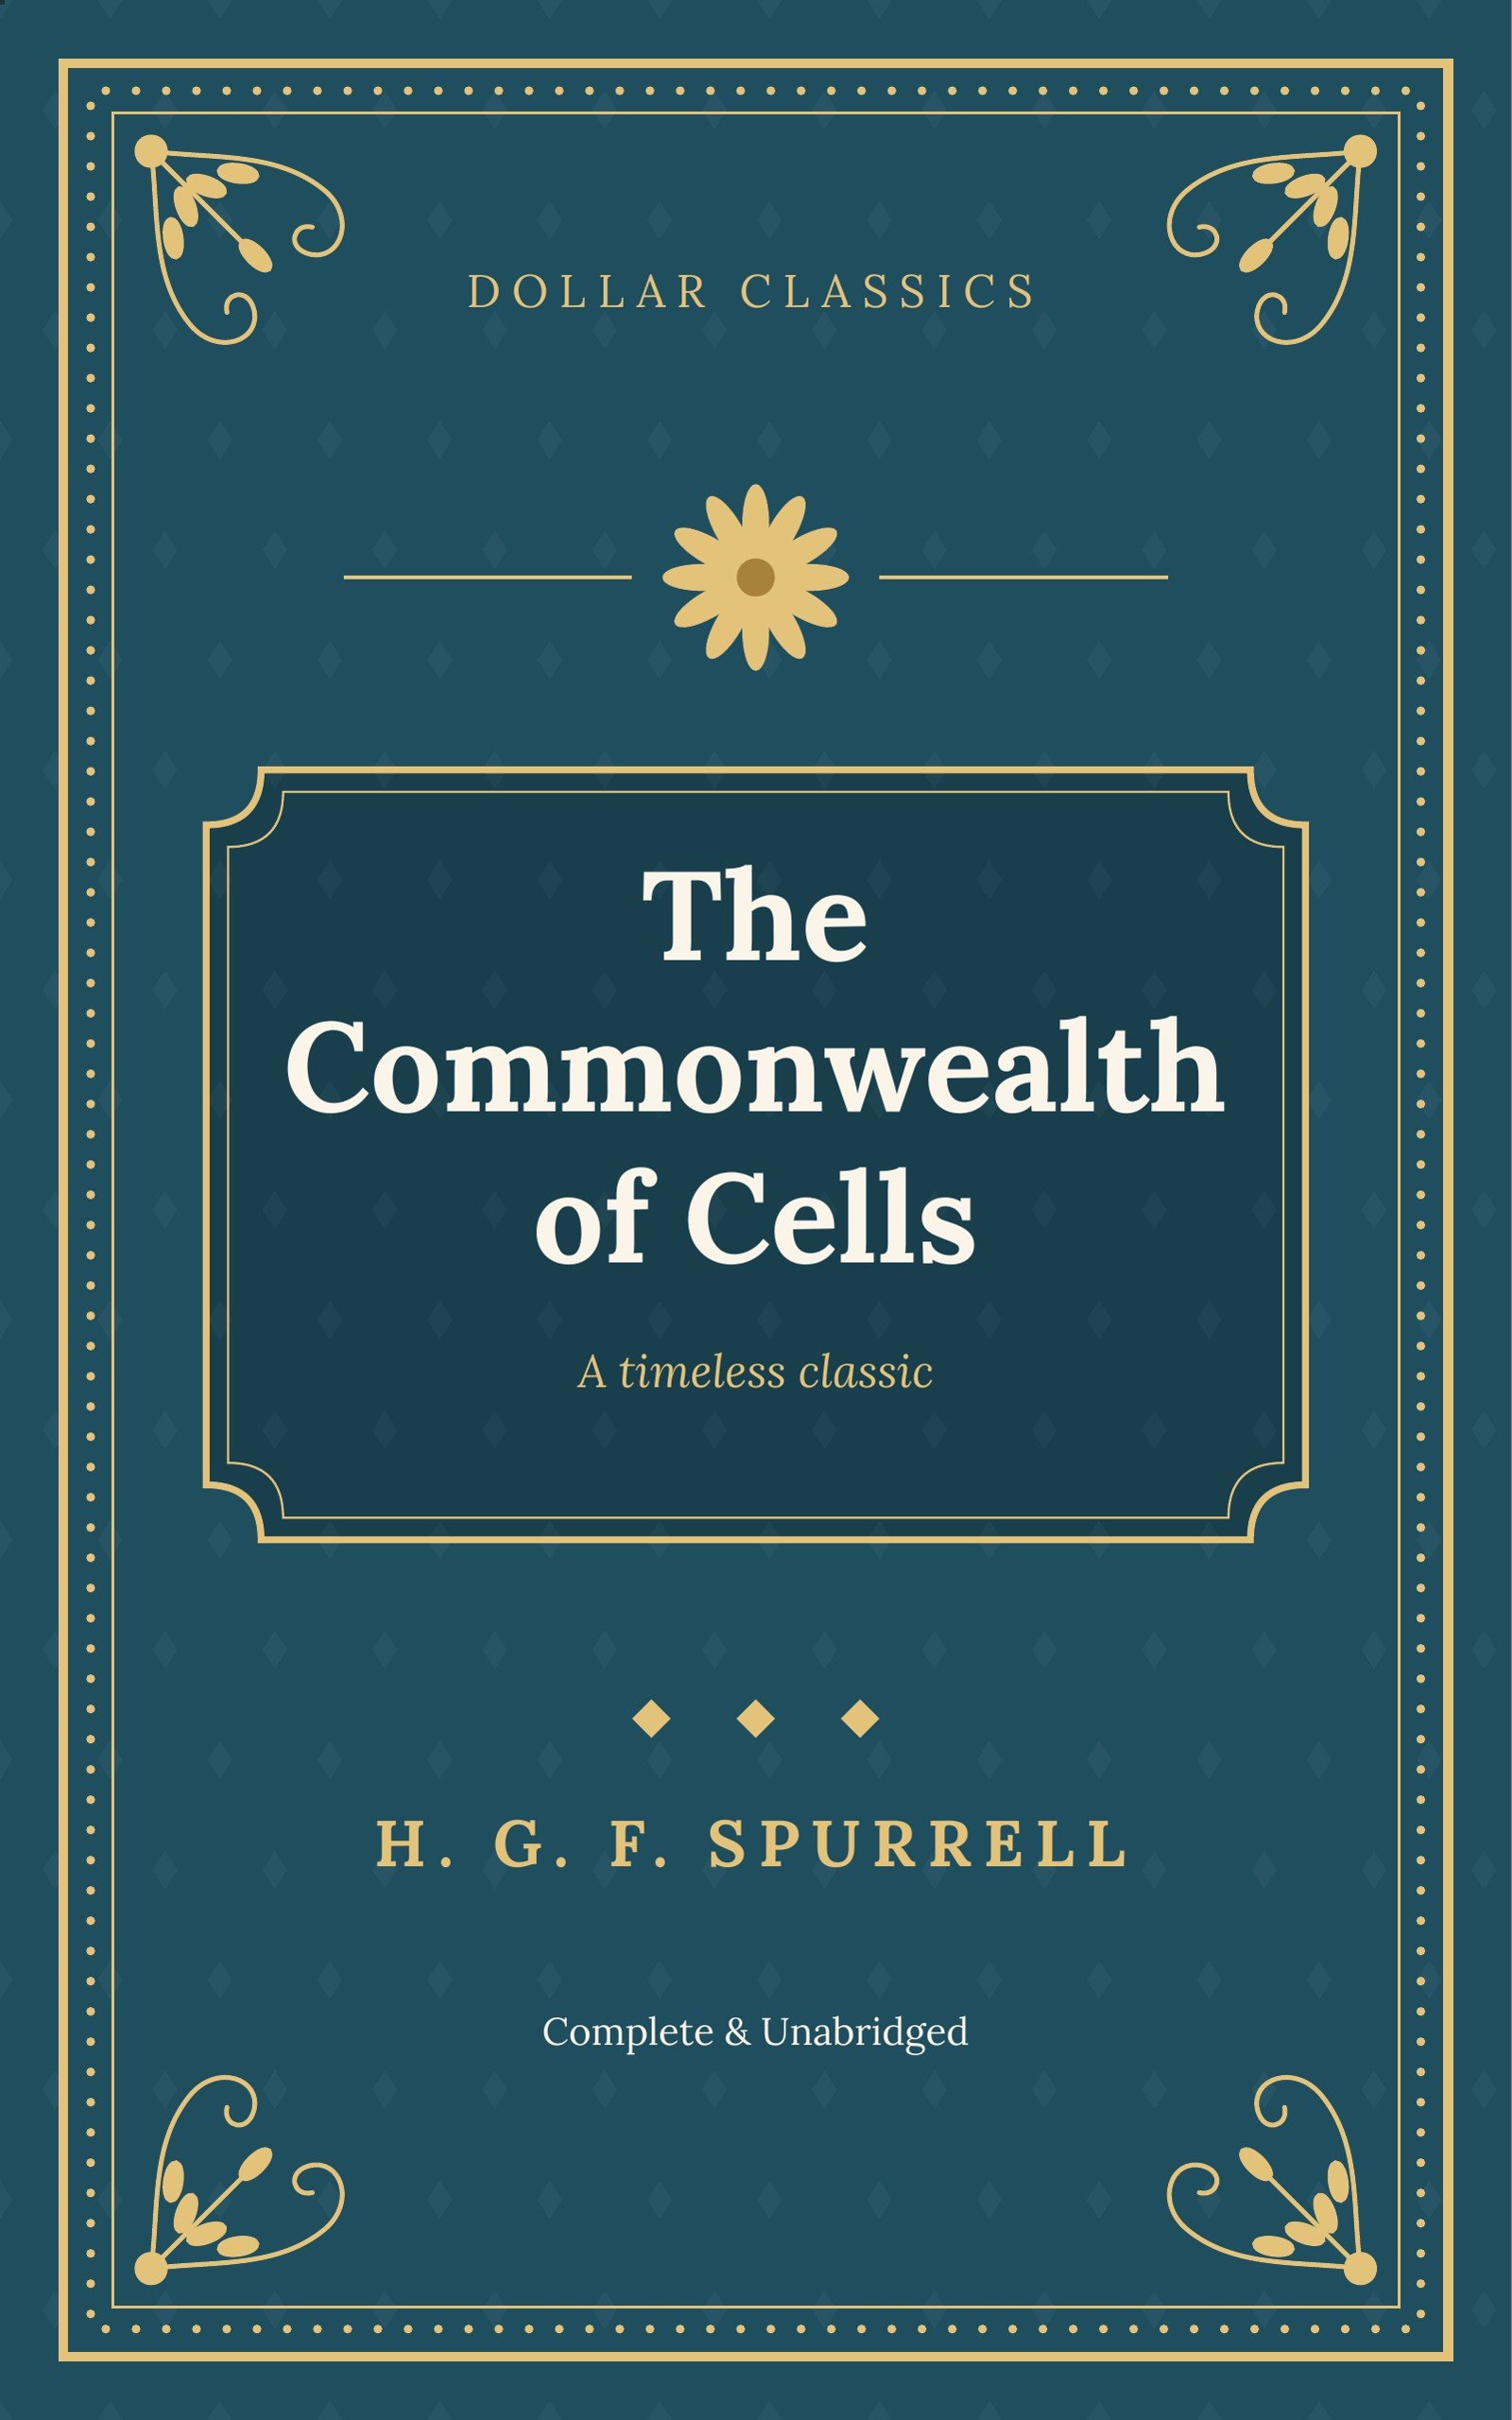 DOLLAR CLASSICS
The
Commonwealth
of Cells
A timeless classic
H. G. F. SPURRELL
Complete & Unabridged